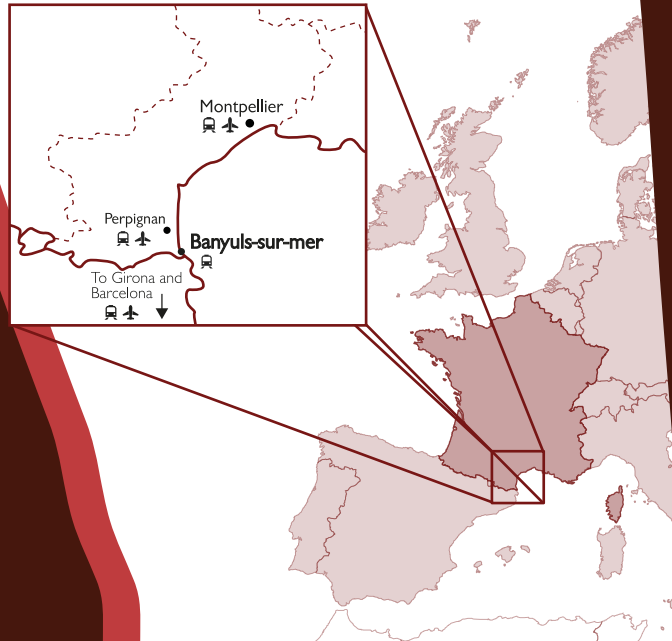 Montpellier
Perpignan
Banyuls-sur-mer
To Girona and
Barcelona